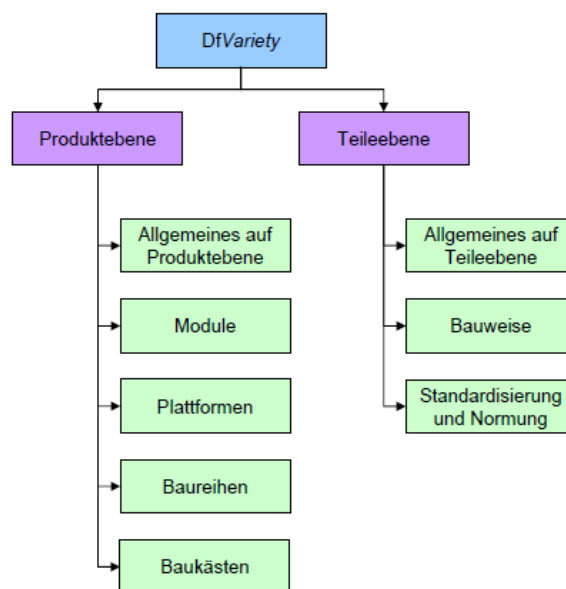 DfVariety
Produktebene
Teileebene
Allgemeines auf
Produktebene
Module
Plattformen
Baureihen
Baukästen
Allgemeines auf
Teileebene
Bauweise
Standardisierung
und Normung